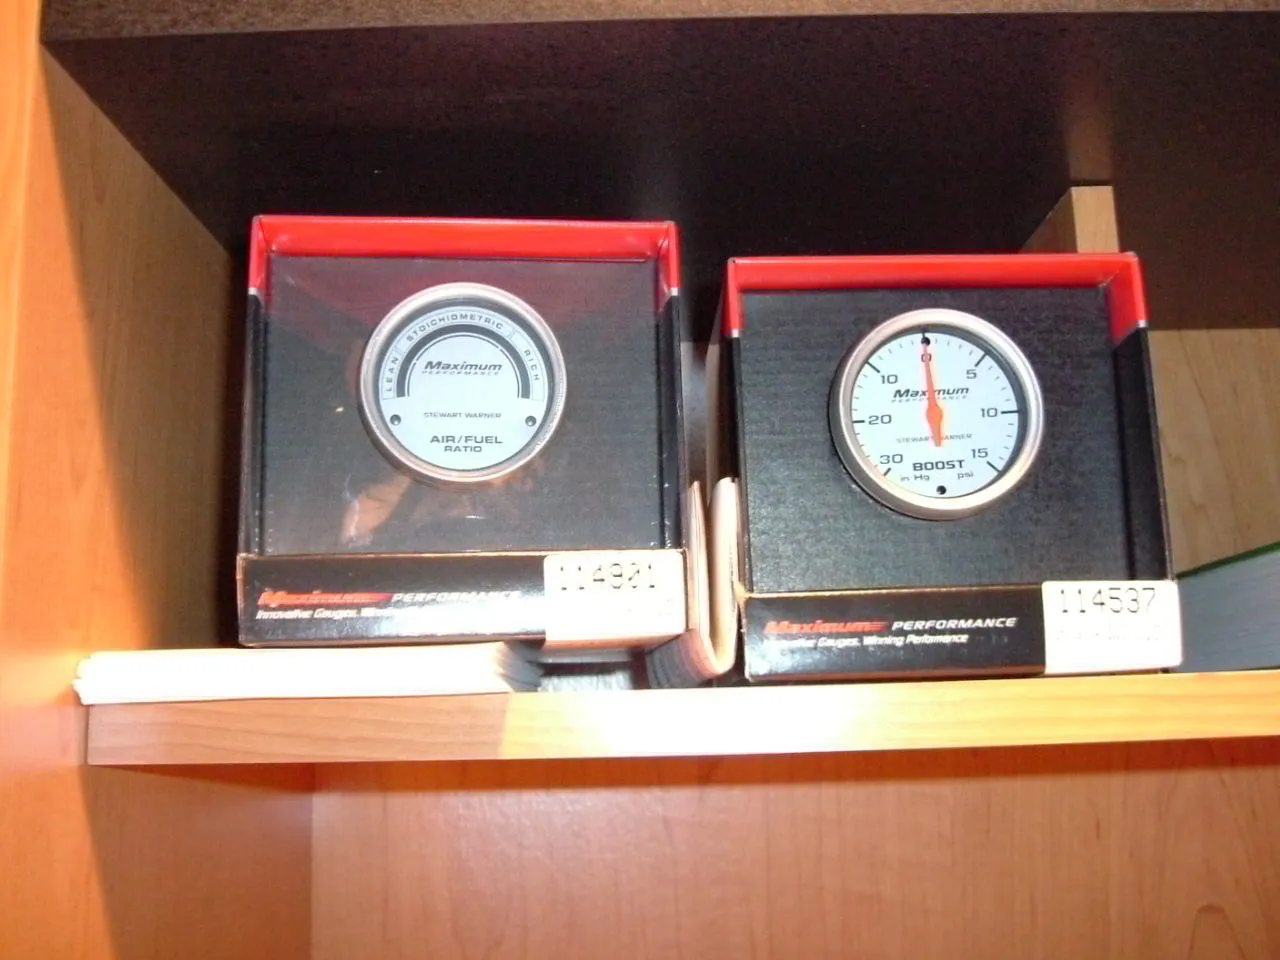 LEAN STOICHIOMETRIC RICH
Maximum
PERFORMANCE
STEWART WARNER
AIR/FUEL
RATIO
Maximum PERFORMANCE
Innovative Gauges,
114901
0
10 5
Maximum
PERFORMANCE
20 10
STEWART WARNER
30 15
BOOST
in Hg psi
Maximum PERFORMANCE
Gauges, Winning Performance
114537